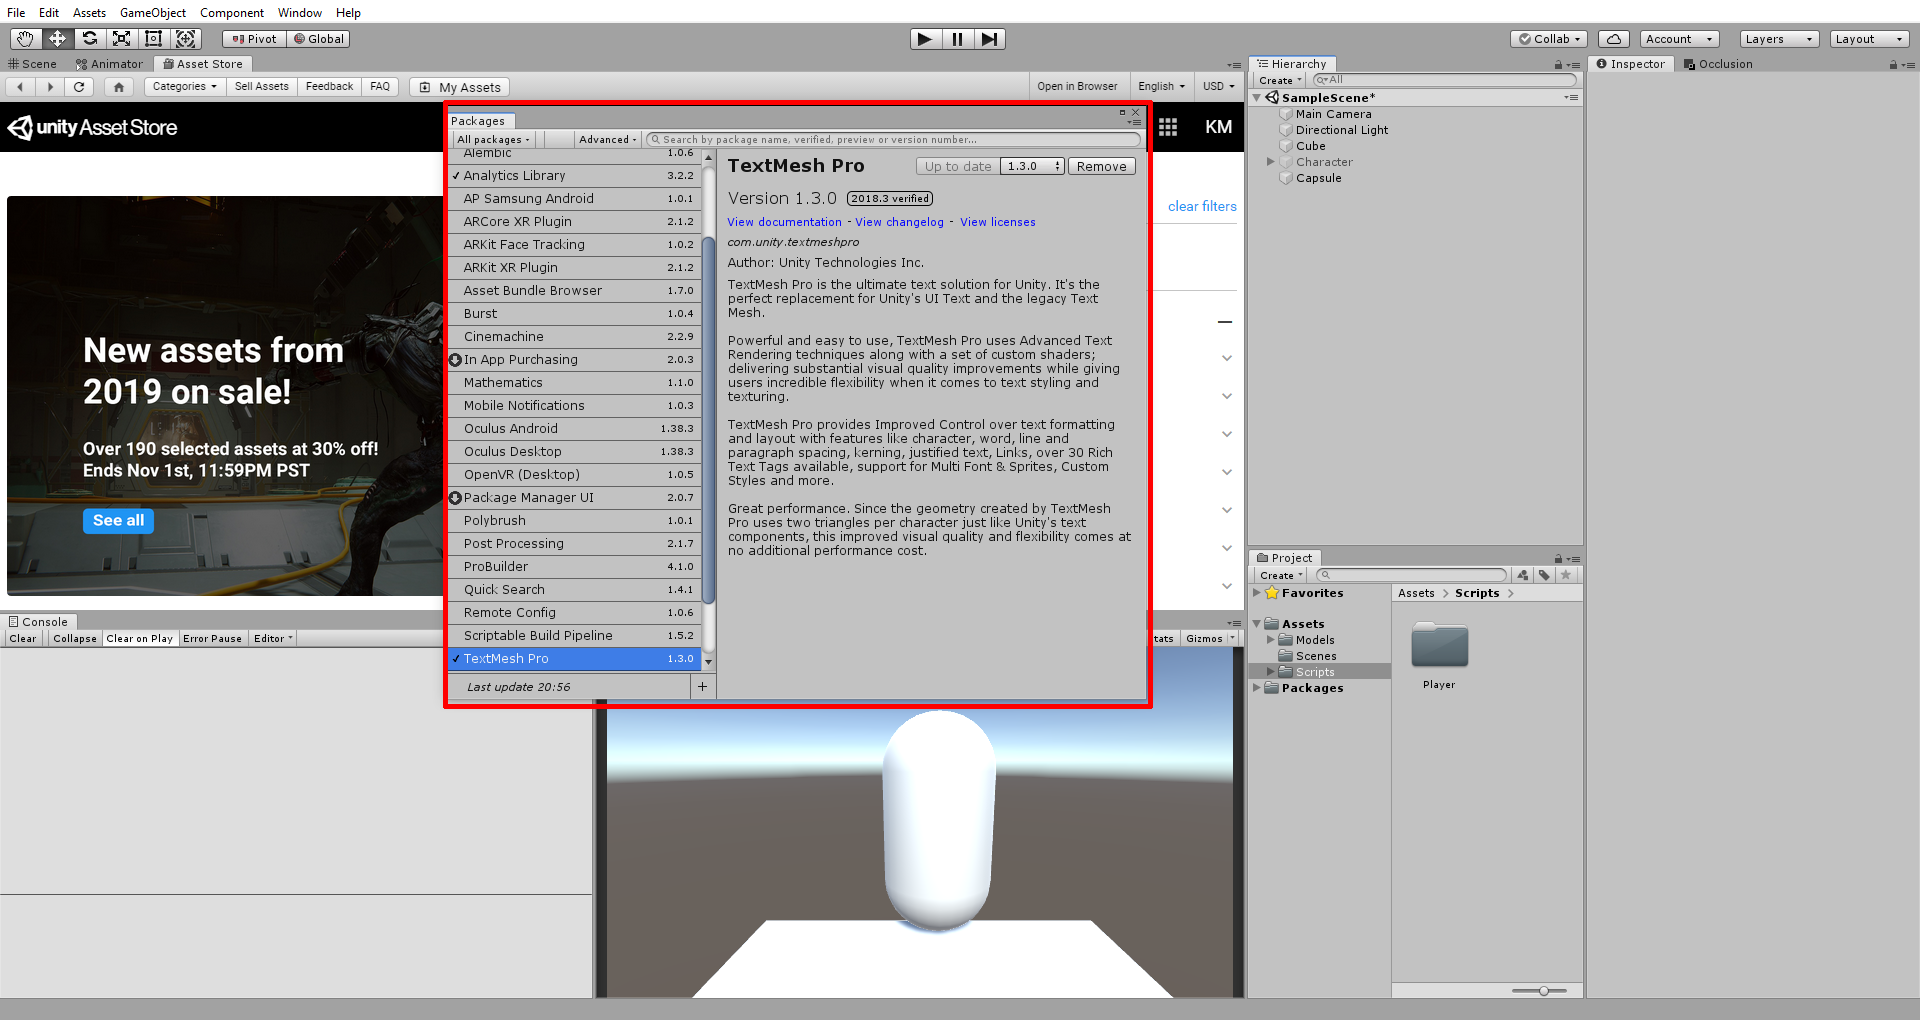 File Edit Assets GameObject Component Window Help
Pivot Global
Collab Account Layers Layout
Scene Animator Asset Store
Categories Sell Assets Feedback FAQ My Assets
Open in Browser English USD
unity Asset Store
KM
clear filters
New assets from
2019 on sale!
Over 190 selected assets at 30% off!
Ends Nov 1st, 11:59PM PST
See all
Packages
All packages Advanced Search by package name, verified, preview or version number...
Alembic 1.0.6
Analytics Library 3.2.2
AP Samsung Android 1.0.1
ARCore XR Plugin 2.1.2
ARKit Face Tracking 1.0.2
ARKit XR Plugin 2.1.2
Asset Bundle Browser 1.7.0
Burst 1.0.4
Cinemachine 2.2.9
In App Purchasing 2.0.3
Mathematics 1.1.0
Mobile Notifications 1.0.3
Oculus Android 1.38.3
Oculus Desktop 1.38.3
OpenVR (Desktop) 1.0.5
Package Manager UI 2.0.7
Polybrush 1.0.1
Post Processing 2.1.7
ProBuilder 4.1.0
Quick Search 1.4.1
Remote Config 1.0.6
Scriptable Build Pipeline 1.5.2
TextMesh Pro 1.3.0
Last update 20:56 +
TextMesh Pro Up to date 1.3.0 Remove
Version 1.3.0 2018.3 verified
View documentation - View changelog - View licenses
com.unity.textmeshpro
Author: Unity Technologies Inc.
TextMesh Pro is the ultimate text solution for Unity. It's the
perfect replacement for Unity's UI Text and the legacy Text
Mesh.
Powerful and easy to use, TextMesh Pro uses Advanced Text
Rendering techniques along with a set of custom shaders;
delivering substantial visual quality improvements while giving
users incredible flexibility when it comes to text styling and
texturing.
TextMesh Pro provides Improved Control over text formatting
and layout with features like character, word, line and
paragraph spacing, kerning, justified text, Links, over 30 Rich
Text Tags available, support for Multi Font & Sprites, Custom
Styles and more.
Great performance. Since the geometry created by TextMesh
Pro uses two triangles per character just like Unity's text
components, this improved visual quality and flexibility comes at
no additional performance cost.
Console
Clear Collapse Clear on Play Error Pause Editor
tats Gizmos
Hierarchy
Create All
SampleScene*
Main Camera
Directional Light
Cube
Character
Capsule
Project
Create
Favorites
Assets
Models
Scenes
Scripts
Packages
Assets > Scripts >
Player
Inspector Occlusion